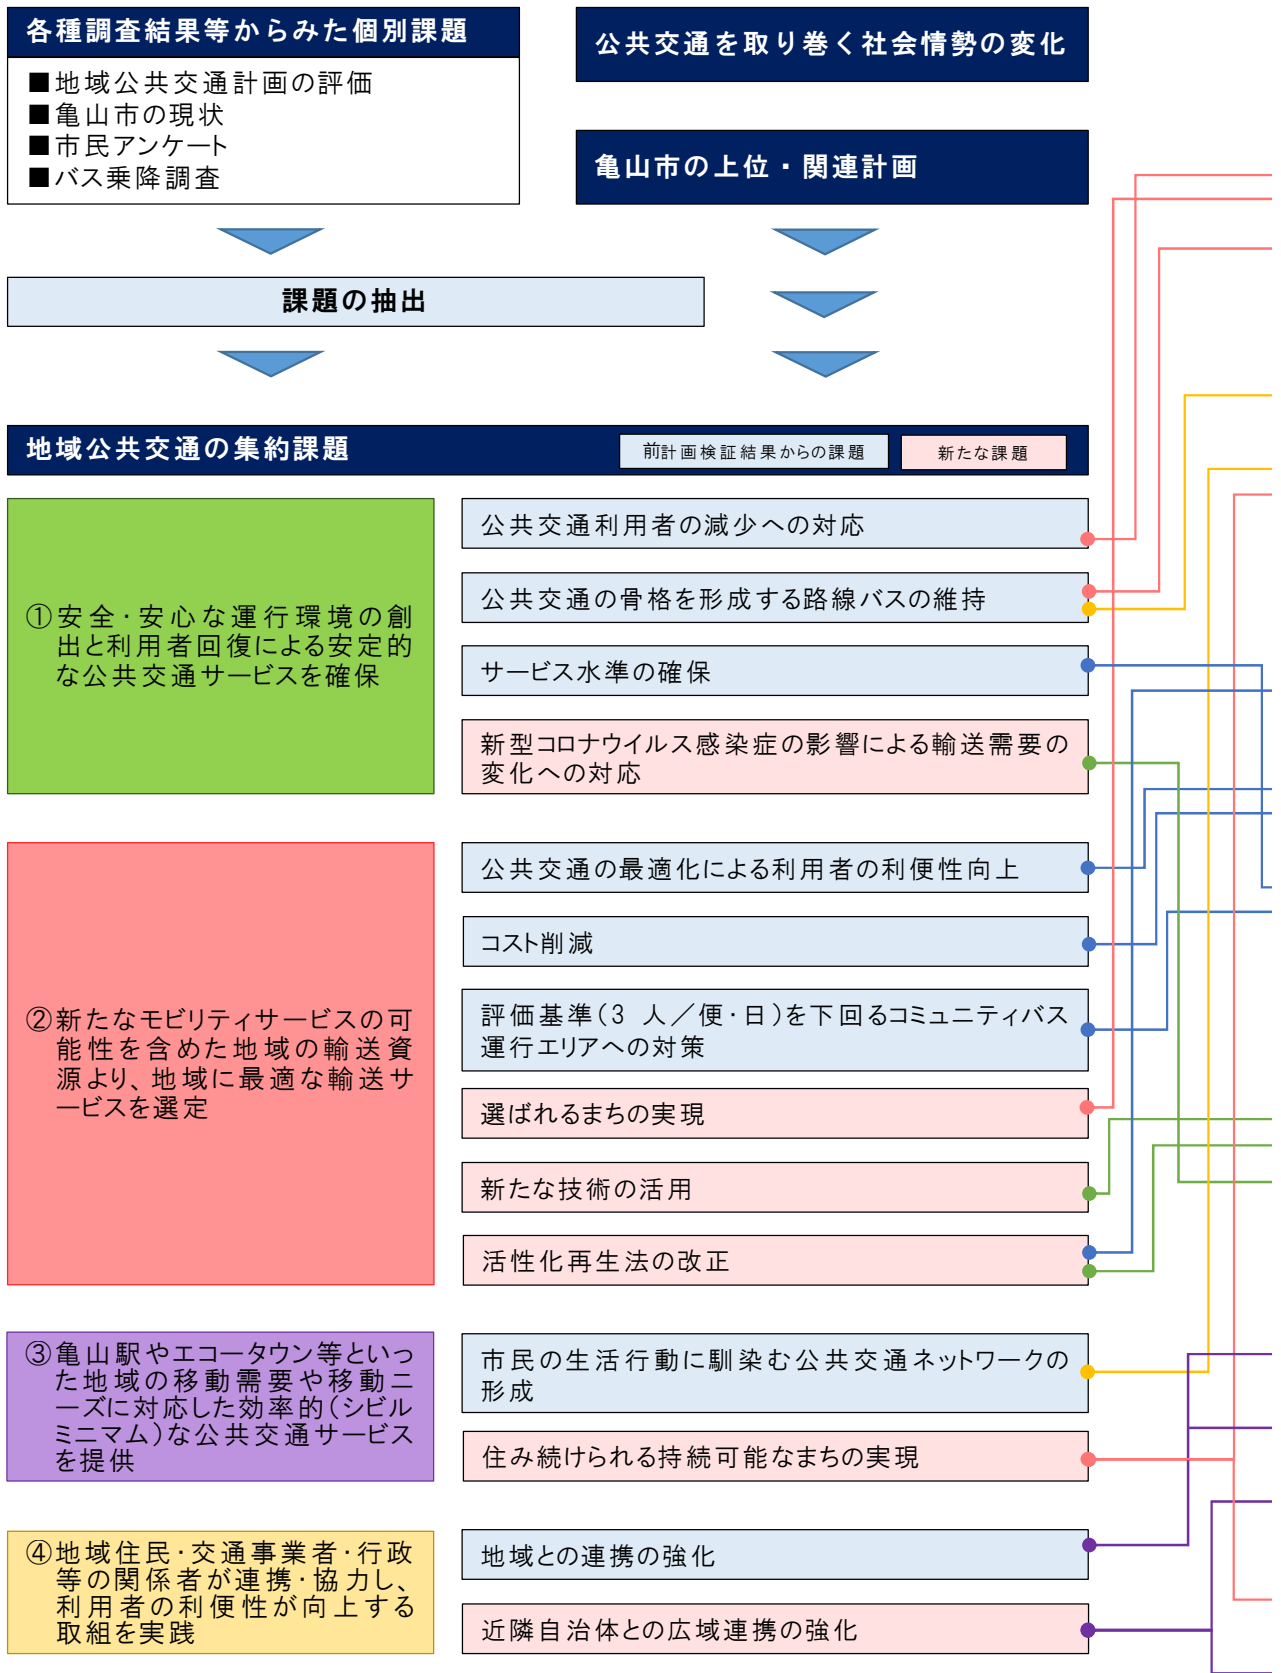 各種調査結果等からみた個別課題
■地域公共交通計画の評価
■亀山市の現状
■市民アンケート
■バス乗降調査
公共交通を取り巻く社会情勢の変化
亀山市の上位・関連計画
課題の抽出
地域公共交通の集約課題
前計画検証結果からの課題
新たな課題
①安全・安心な運行環境の創
出と利用者回復による安定的
な公共交通サービスを確保
公共交通利用者の減少への対応
公共交通の骨格を形成する路線バスの維持
サービス水準の確保
新型コロナウイルス感染症の影響による輸送需要の
変化への対応
②新たなモビリティサービスの可
能性を含めた地域の輸送資
源より、地域に最適な輸送サ
ービスを選定
公共交通の最適化による利用者の利便性向上
コスト削減
評価基準（3 人／便・日）を下回るコミュニティバス
運行エリアへの対策
選ばれるまちの実現
新たな技術の活用
活性化再生法の改正
③亀山駅やエコータウン等といっ
た地域の移動需要や移動ニ
ーズに対応した効率的（シビル
ミニマム）な公共交通サービス
を提供
市民の生活行動に馴染む公共交通ネットワークの
形成
住み続けられる持続可能なまちの実現
④地域住民・交通事業者・行政
等の関係者が連携・協力し、
利用者の利便性が向上する
取組を実践
地域との連携の強化
近隣自治体との広域連携の強化